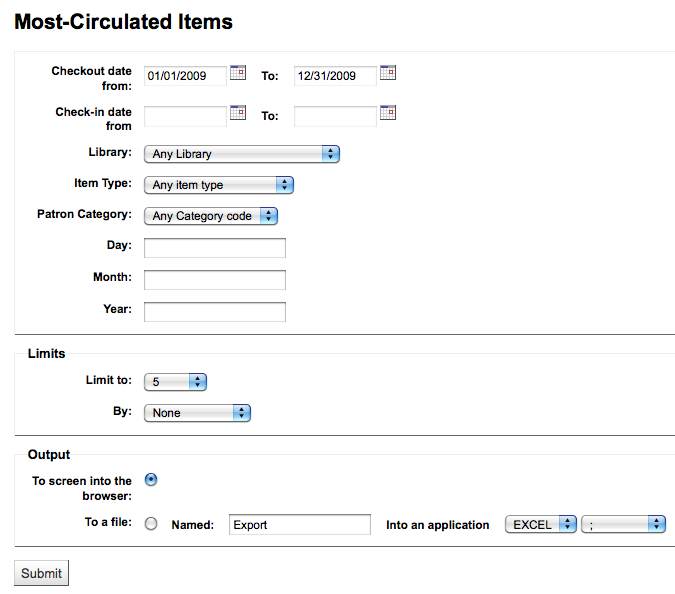 Most-Circulated Items
Checkout date from: 01/01/2009 To: 12/31/2009
Check-in date from To:
Library: Any Library
Item Type: Any item type
Patron Category: Any Category code
Day:
Month:
Year:
Limits
Limit to: 5
By: None
Output
To screen into the browser:
To a file: Named: Export Into an application EXCEL ;
Submit